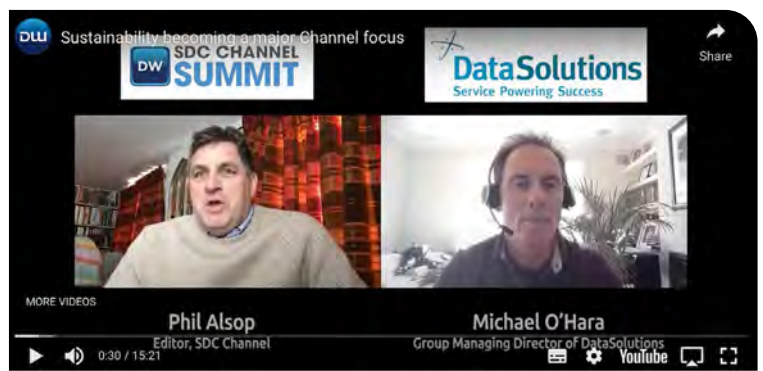 DW
Sustainability becoming a major Channel focus
Share
DW
SDC CHANNEL
SUMMIT
DataSolutions
Service Powering Success
MORE VIDEOS
Phil Alsop
Editor, SDC Channel
Michael O'Hara
Group Managing Director of DataSolutions
0:30 / 15:21
YouTube